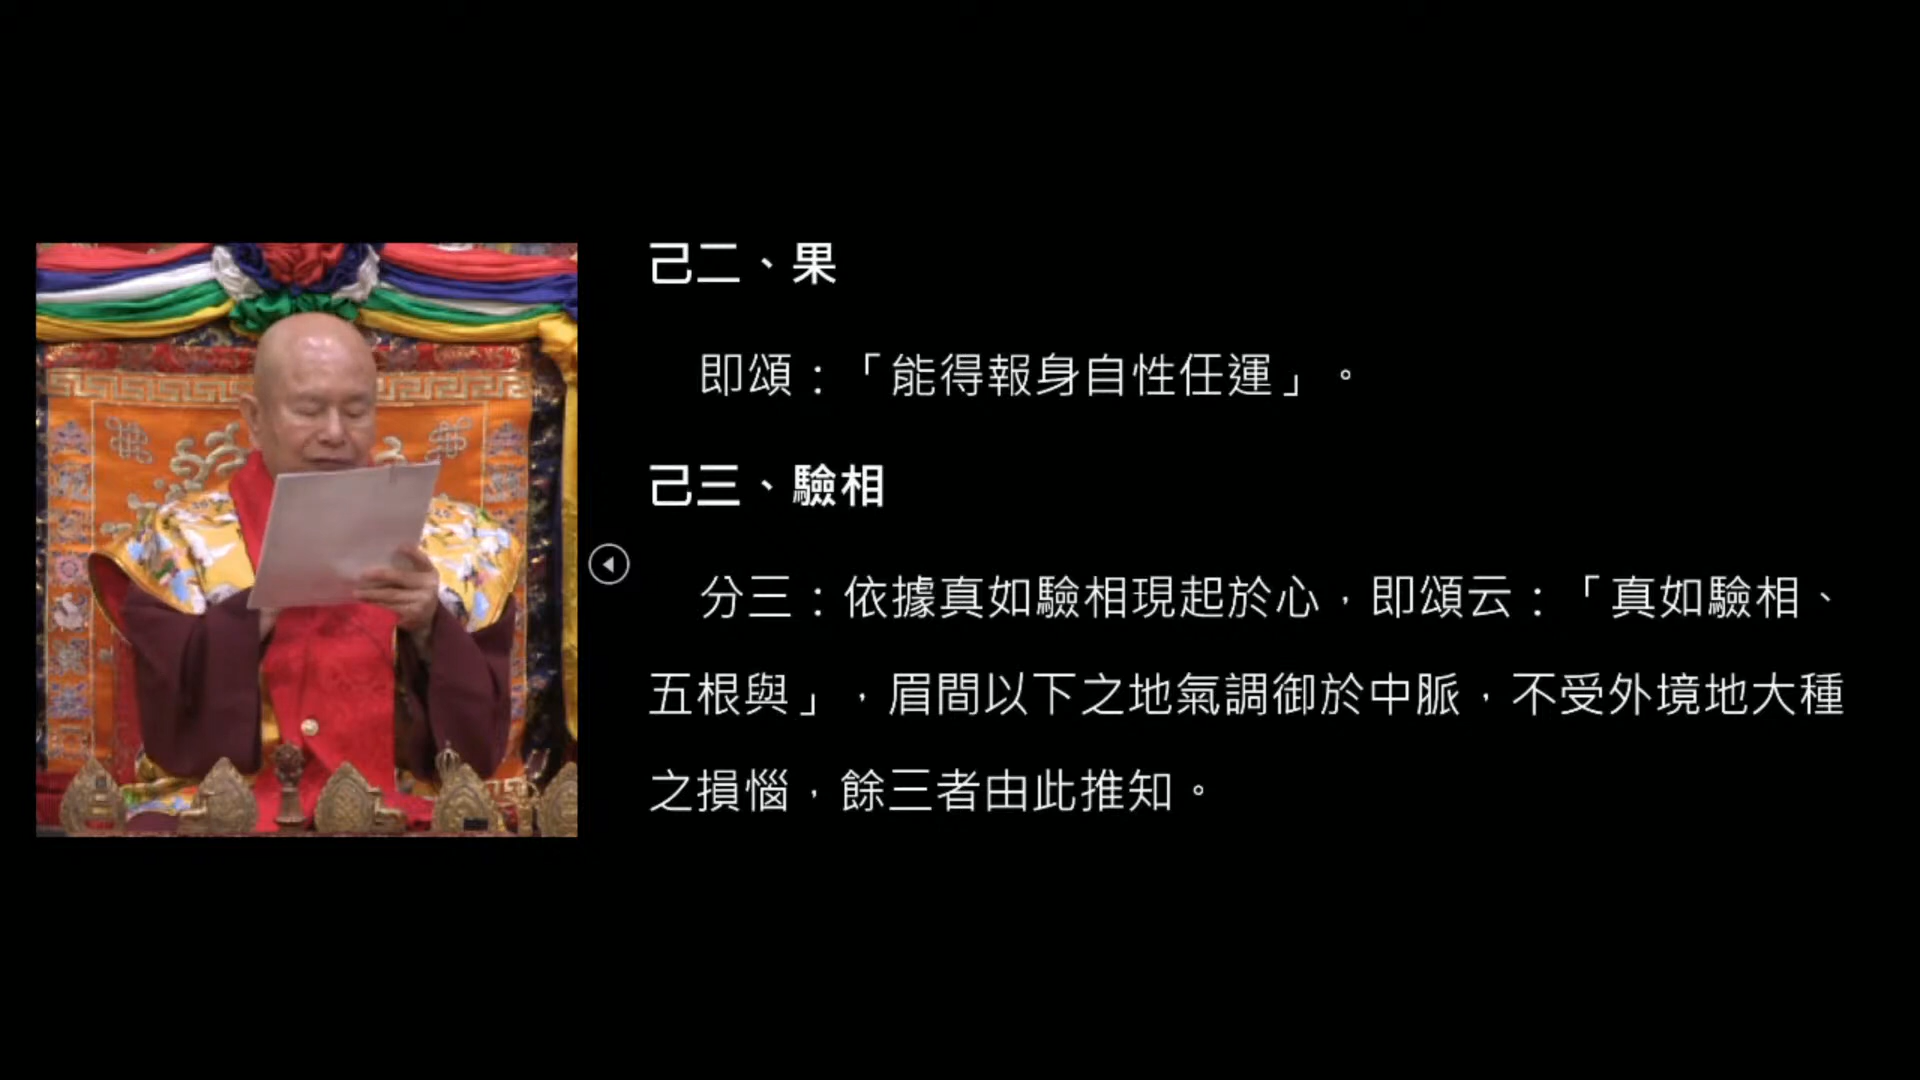 己二、果
即頌：「能得報身自性任運」。
己三、驗相
分三：依據真如驗相現起於心，即頌云：「真如驗相、
五根與」，眉間以下之地氣調御於中脈，不受外境地大種
之損惱，餘三者由此推知。